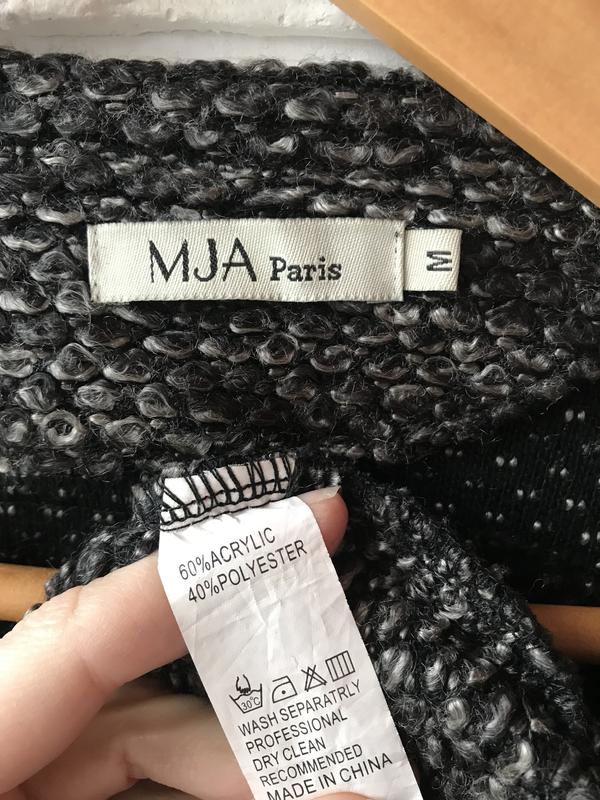 MJA Paris
M
60%ACRYLIC
40%POLYESTER
30°C
WASH SEPARATRLY
PROFESSIONAL
DRY CLEAN
RECOMMENDED
MADE IN CHINA